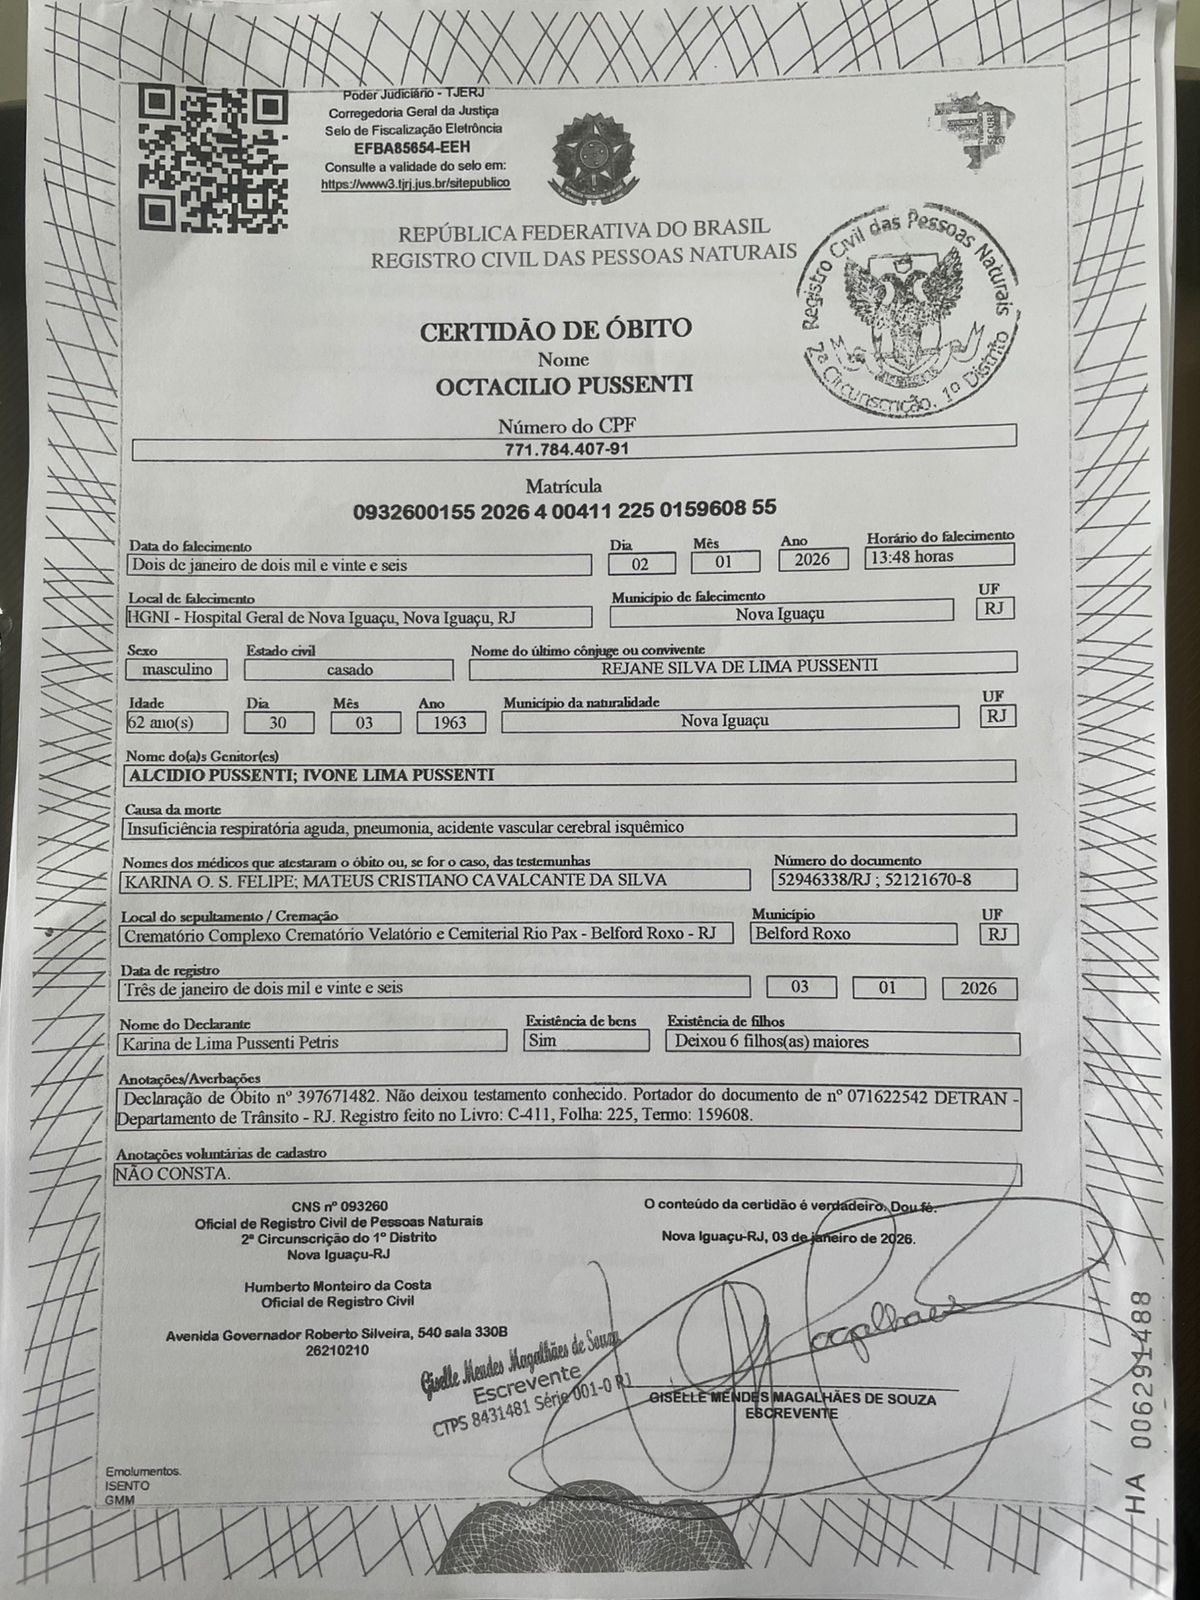 Poder Judiciário - TJERJ
Corregedoria Geral da Justiça
Selo de Fiscalização Eletrôncia
EFBA85654-EEH
Consulte a validade do selo em:
https://www3.tjrj.jus.br/sitepublico
REPÚBLICA FEDERATIVA DO BRASIL
REGISTRO CIVIL DAS PESSOAS NATURAIS
Registro Civil das Pessoas Naturais
2ª Circunscrição, 1º Distrito
CERTIDÃO DE ÓBITO
Nome
OCTACILIO PUSSENTI
Número do CPF
771.784.407-91
Matrícula
0932600155 2026 4 00411 225 0159608 55
Data do falecimento Dia Mês Ano Horário do falecimento
Dois de janeiro de dois mil e vinte e seis 02 01 2026 13:48 horas
Local de falecimento Município de falecimento UF
HGNI - Hospital Geral de Nova Iguaçu, Nova Iguaçu, RJ Nova Iguaçu RJ
Sexo Estado civil Nome do último cônjuge ou convivente
masculino casado REJANE SILVA DE LIMA PUSSENTI
Idade Dia Mês Ano Município da naturalidade UF
62 ano(s) 30 03 1963 Nova Iguaçu RJ
Nome do(a)s Genitor(es)
ALCIDIO PUSSENTI; IVONE LIMA PUSSENTI
Causa da morte
Insuficiência respiratória aguda, pneumonia, acidente vascular cerebral isquêmico
Nomes dos médicos que atestaram o óbito ou, se for o caso, das testemunhas Número do documento
KARINA O. S. FELIPE; MATEUS CRISTIANO CAVALCANTE DA SILVA 52946338/RJ ; 52121670-8
Local do sepultamento / Cremação Município UF
Crematório Complexo Crematório Velatório e Cemiterial Rio Pax - Belford Roxo - RJ Belford Roxo RJ
Data de registro
Três de janeiro de dois mil e vinte e seis 03 01 2026
Nome do Declarante Existência de bens Existência de filhos
Karina de Lima Pussenti Petris Sim Deixou 6 filhos(as) maiores
Anotações/Averbações
Declaração de Óbito nº 397671482. Não deixou testamento conhecido. Portador do documento de nº 071622542 DETRAN -
Departamento de Trânsito - RJ. Registro feito no Livro: C-411, Folha: 225, Termo: 159608.
Anotações voluntárias de cadastro
NÃO CONSTA.
CNS nº 093260
Oficial de Registro Civil de Pessoas Naturais
2ª Circunscrição do 1º Distrito
Nova Iguaçu-RJ
Humberto Monteiro da Costa
Oficial de Registro Civil
Avenida Governador Roberto Silveira, 540 sala 330B
26210210
O conteúdo da certidão é verdadeiro. Dou fé.
Nova Iguaçu-RJ, 03 de janeiro de 2026.
Giselle Mendes Magalhães de Souza
Escrevente
CTPS 8431481 Série 001-0 RJ
GISELLE MENDES MAGALHÃES DE SOUZA
ESCREVENTE
Emolumentos.
ISENTO
GMM
HA 006291488